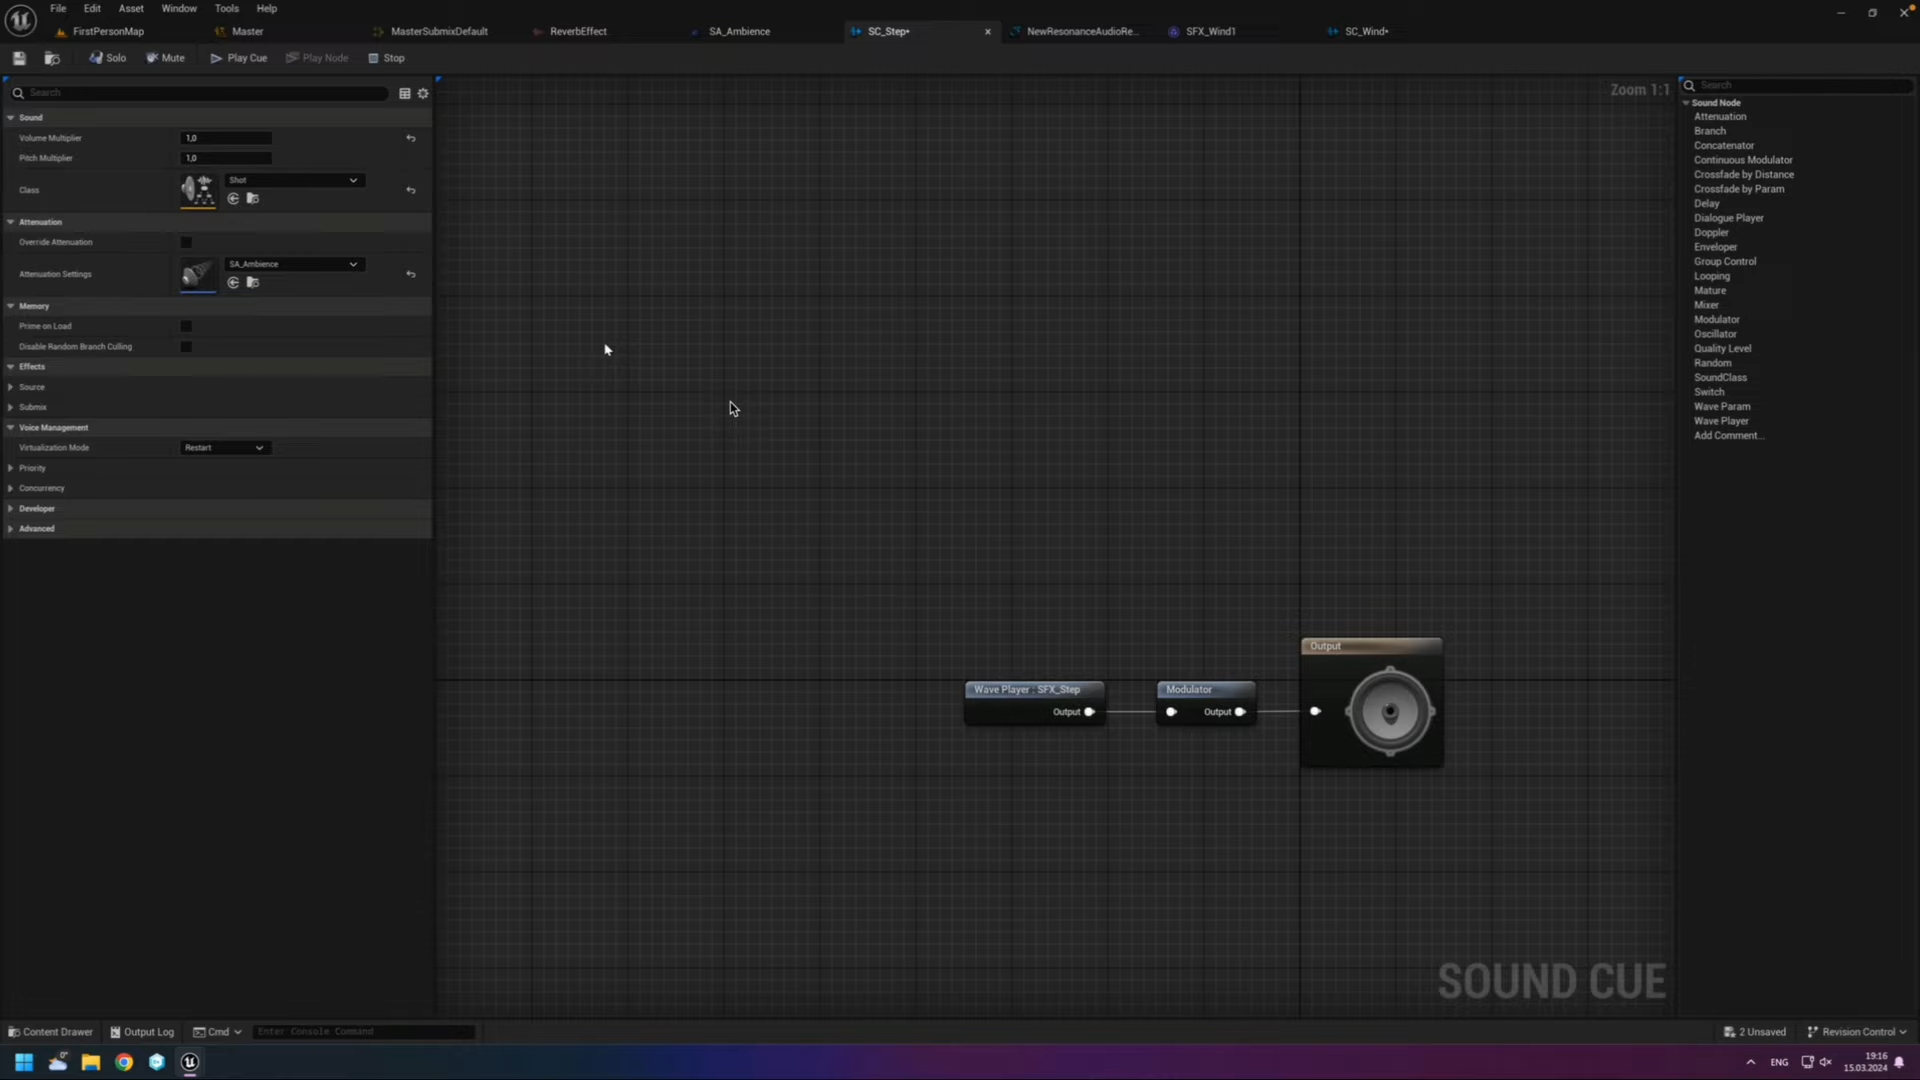 File Edit Asset Window Tools Help
FirstPersonMap Master MasterSubmixDefault ReverbEffect SA_Ambience SC_Step* NewResonanceAudioRe... SFX_Wind1 SC_Wind*
Solo Mute Play Cue Play Node Stop
Search
Sound
Volume Multiplier 1,0
Pitch Multiplier 1,0
Class Shot
Attenuation
Override Attenuation
Attenuation Settings SA_Ambience
Memory
Prime on Load
Disable Random Branch Culling
Effects
Source
Submix
Voice Management
Virtualization Mode Restart
Priority
Concurrency
Developer
Advanced
Zoom 1:1
Wave Player : SFX_Step
Output
Modulator
Output
Output
SOUND CUE
Search
Sound Node
Attenuation
Branch
Concatenator
Continuous Modulator
Crossfade by Distance
Crossfade by Param
Delay
Dialogue Player
Doppler
Enveloper
Group Control
Looping
Mature
Mixer
Modulator
Oscillator
Quality Level
Random
SoundClass
Switch
Wave Param
Wave Player
Add Comment...
Content Drawer Output Log Cmd Enter Console Command 2 Unsaved Revision Control
0°
ENG
19:16
15.03.2024